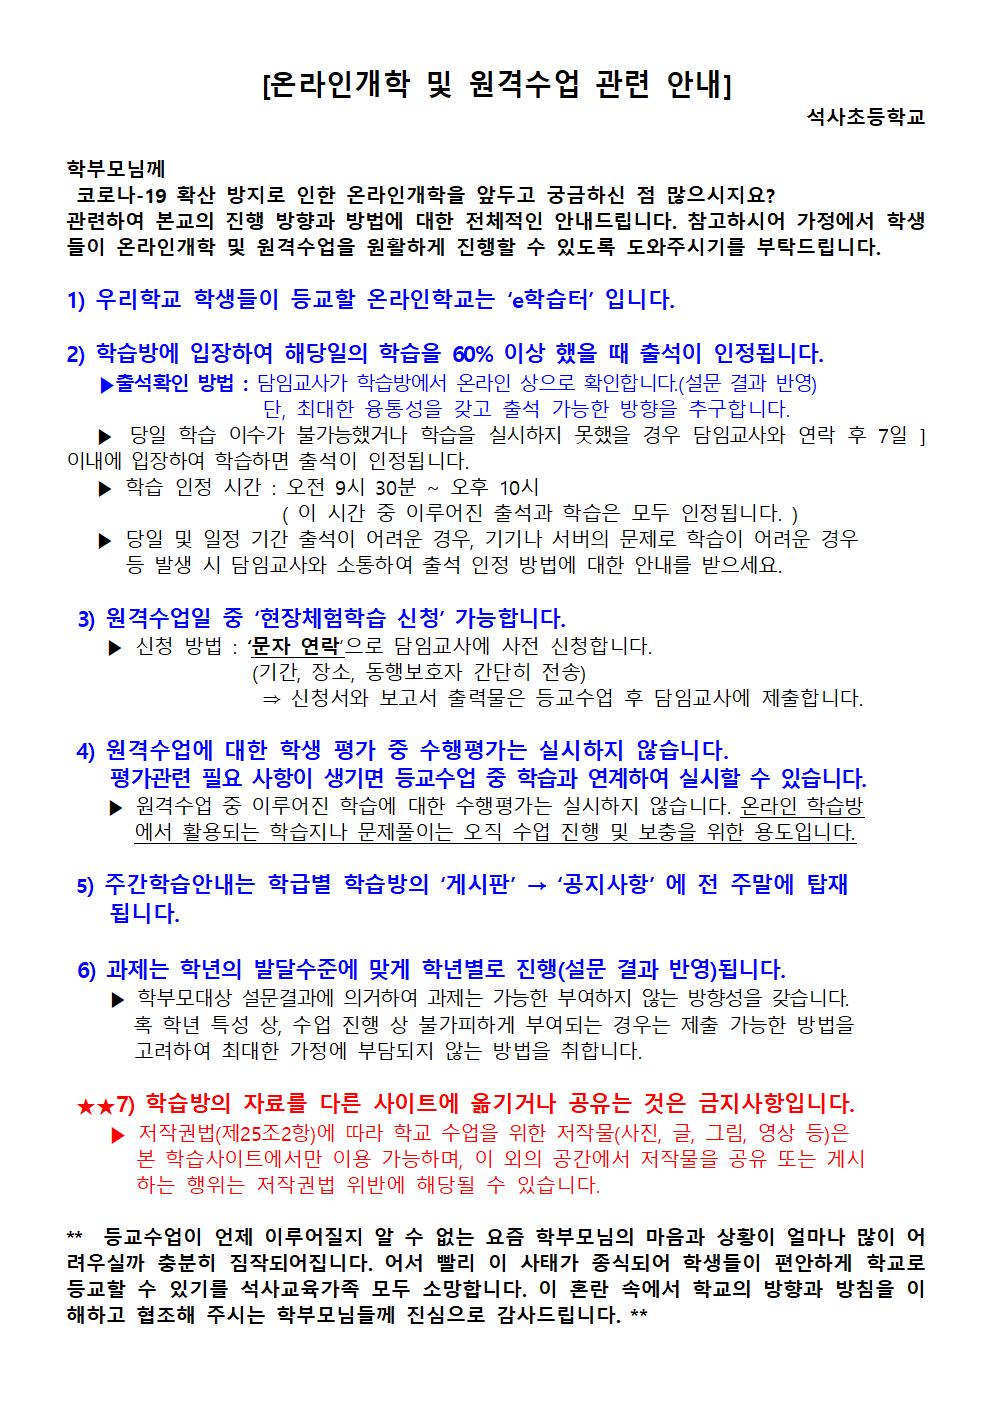 [온라인개학 및 원격수업 관련 안내]
석사초등학교
학부모님께
코로나-19 확산 방지로 인한 온라인개학을 앞두고 궁금하신 점 많으시지요?
관련하여 본교의 진행 방향과 방법에 대한 전체적인 안내드립니다. 참고하시어 가정에서 학생
들이 온라인개학 및 원격수업을 원활하게 진행할 수 있도록 도와주시기를 부탁드립니다.
1) 우리학교 학생들이 등교할 온라인학교는 ‘e학습터’ 입니다.
2) 학습방에 입장하여 해당일의 학습을 60% 이상 했을 때 출석이 인정됩니다.
▶출석확인 방법 : 담임교사가 학습방에서 온라인 상으로 확인합니다.(설문 결과 반영)
단, 최대한 융통성을 갖고 출석 가능한 방향을 추구합니다.
▶ 당일 학습 이수가 불가능했거나 학습을 실시하지 못했을 경우 담임교사와 연락 후 7일 ]
이내에 입장하여 학습하면 출석이 인정됩니다.
▶ 학습 인정 시간 : 오전 9시 30분 ~ 오후 10시
( 이 시간 중 이루어진 출석과 학습은 모두 인정됩니다. )
▶ 당일 및 일정 기간 출석이 어려운 경우, 기기나 서버의 문제로 학습이 어려운 경우
등 발생 시 담임교사와 소통하여 출석 인정 방법에 대한 안내를 받으세요.
3) 원격수업일 중 ‘현장체험학습 신청’ 가능합니다.
▶ 신청 방법 : ‘문자 연락‘으로 담임교사에 사전 신청합니다.
(기간, 장소, 동행보호자 간단히 전송)
⇒ 신청서와 보고서 출력물은 등교수업 후 담임교사에 제출합니다.
4) 원격수업에 대한 학생 평가 중 수행평가는 실시하지 않습니다.
평가관련 필요 사항이 생기면 등교수업 중 학습과 연계하여 실시할 수 있습니다.
▶ 원격수업 중 이루어진 학습에 대한 수행평가는 실시하지 않습니다. 온라인 학습방
에서 활용되는 학습지나 문제풀이는 오직 수업 진행 및 보충을 위한 용도입니다.
5) 주간학습안내는 학급별 학습방의 ‘게시판’ → ‘공지사항’ 에 전 주말에 탑재
됩니다.
6) 과제는 학년의 발달수준에 맞게 학년별로 진행(설문 결과 반영)됩니다.
▶ 학부모대상 설문결과에 의거하여 과제는 가능한 부여하지 않는 방향성을 갖습니다.
혹 학년 특성 상, 수업 진행 상 불가피하게 부여되는 경우는 제출 가능한 방법을
고려하여 최대한 가정에 부담되지 않는 방법을 취합니다.
★★7) 학습방의 자료를 다른 사이트에 옮기거나 공유는 것은 금지사항입니다.
▶ 저작권법(제25조2항)에 따라 학교 수업을 위한 저작물(사진, 글, 그림, 영상 등)은
본 학습사이트에서만 이용 가능하며, 이 외의 공간에서 저작물을 공유 또는 게시
하는 행위는 저작권법 위반에 해당될 수 있습니다.
** 등교수업이 언제 이루어질지 알 수 없는 요즘 학부모님의 마음과 상황이 얼마나 많이 어
려우실까 충분히 짐작되어집니다. 어서 빨리 이 사태가 종식되어 학생들이 편안하게 학교로
등교할 수 있기를 석사교육가족 모두 소망합니다. 이 혼란 속에서 학교의 방향과 방침을 이
해하고 협조해 주시는 학부모님들께 진심으로 감사드립니다. **